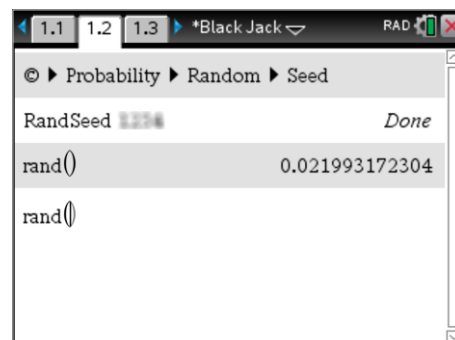 1.1 1.2 1.3 *Black Jack RAD
© ▸ Probability ▸ Random ▸ Seed
RandSeed Done
rand() 0.021993172304
rand()